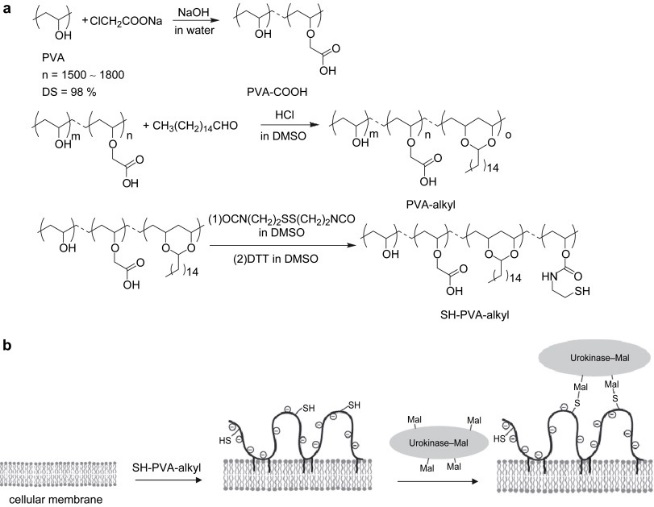 a
+ ClCH2COONa
NaOH
in water
OH
OH
O
O
OH
PVA
n = 1500 ~ 1800
DS = 98 %
PVA-COOH
OH
m
n
O
O
OH
+ CH3(CH2)14CHO
HCl
in DMSO
OH
m
n
o
O
O
OH
O
O
14
PVA-alkyl
OH
O
O
OH
O
O
14
(1)OCN(CH2)2SS(CH2)2NCO
in DMSO
(2)DTT in DMSO
OH
O
O
OH
O
O
14
O
HN
O
SH
SH-PVA-alkyl
b
cellular membrane
SH-PVA-alkyl
HS
SH
SH
Mal
Mal
Urokinase–Mal
Mal
Mal
Urokinase–Mal
Mal
Mal
S
S
HS